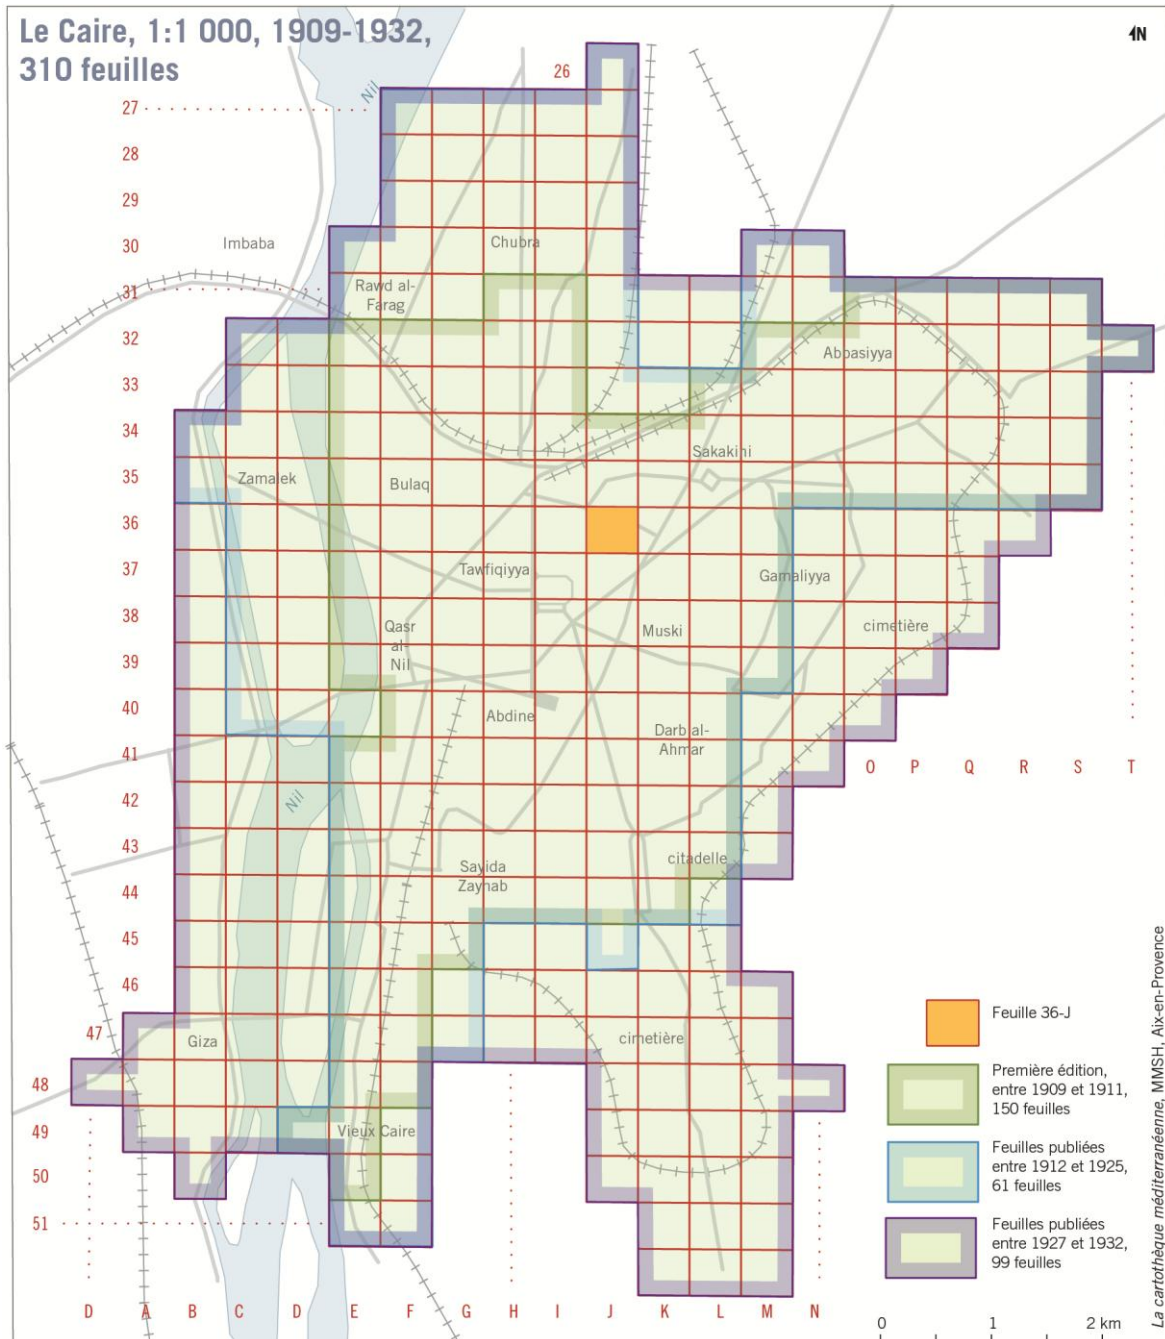 Le Caire, 1:1 000, 1909-1932,
310 feuilles
N
Nil
26
27
28
29
30
Imbaba
Chubra
31
Rawd al-
Farag
32
Abbasiyya
33
34
Sakakini
35
Zamalek
Bulaq
36
37
Tawfiqiyya
Gamaliyya
38
Qasr
al-
Nil
Muski
cimetière
39
40
Abdine
Darb al-
Ahmar
41
O P Q R S T
42
Nil
43
Sayida
Zaynab
citadelle
44
45
46
47
Giza
cimetière
48
49
Vieux Caire
50
51
D A B C D E F G H I J K L M N
Feuille 36-J
Première édition,
entre 1909 et 1911,
150 feuilles
Feuilles publiées
entre 1912 et 1925,
61 feuilles
Feuilles publiées
entre 1927 et 1932,
99 feuilles
0 1 2 km
La cartothèque méditerranéenne, MMSH, Aix-en-Provence